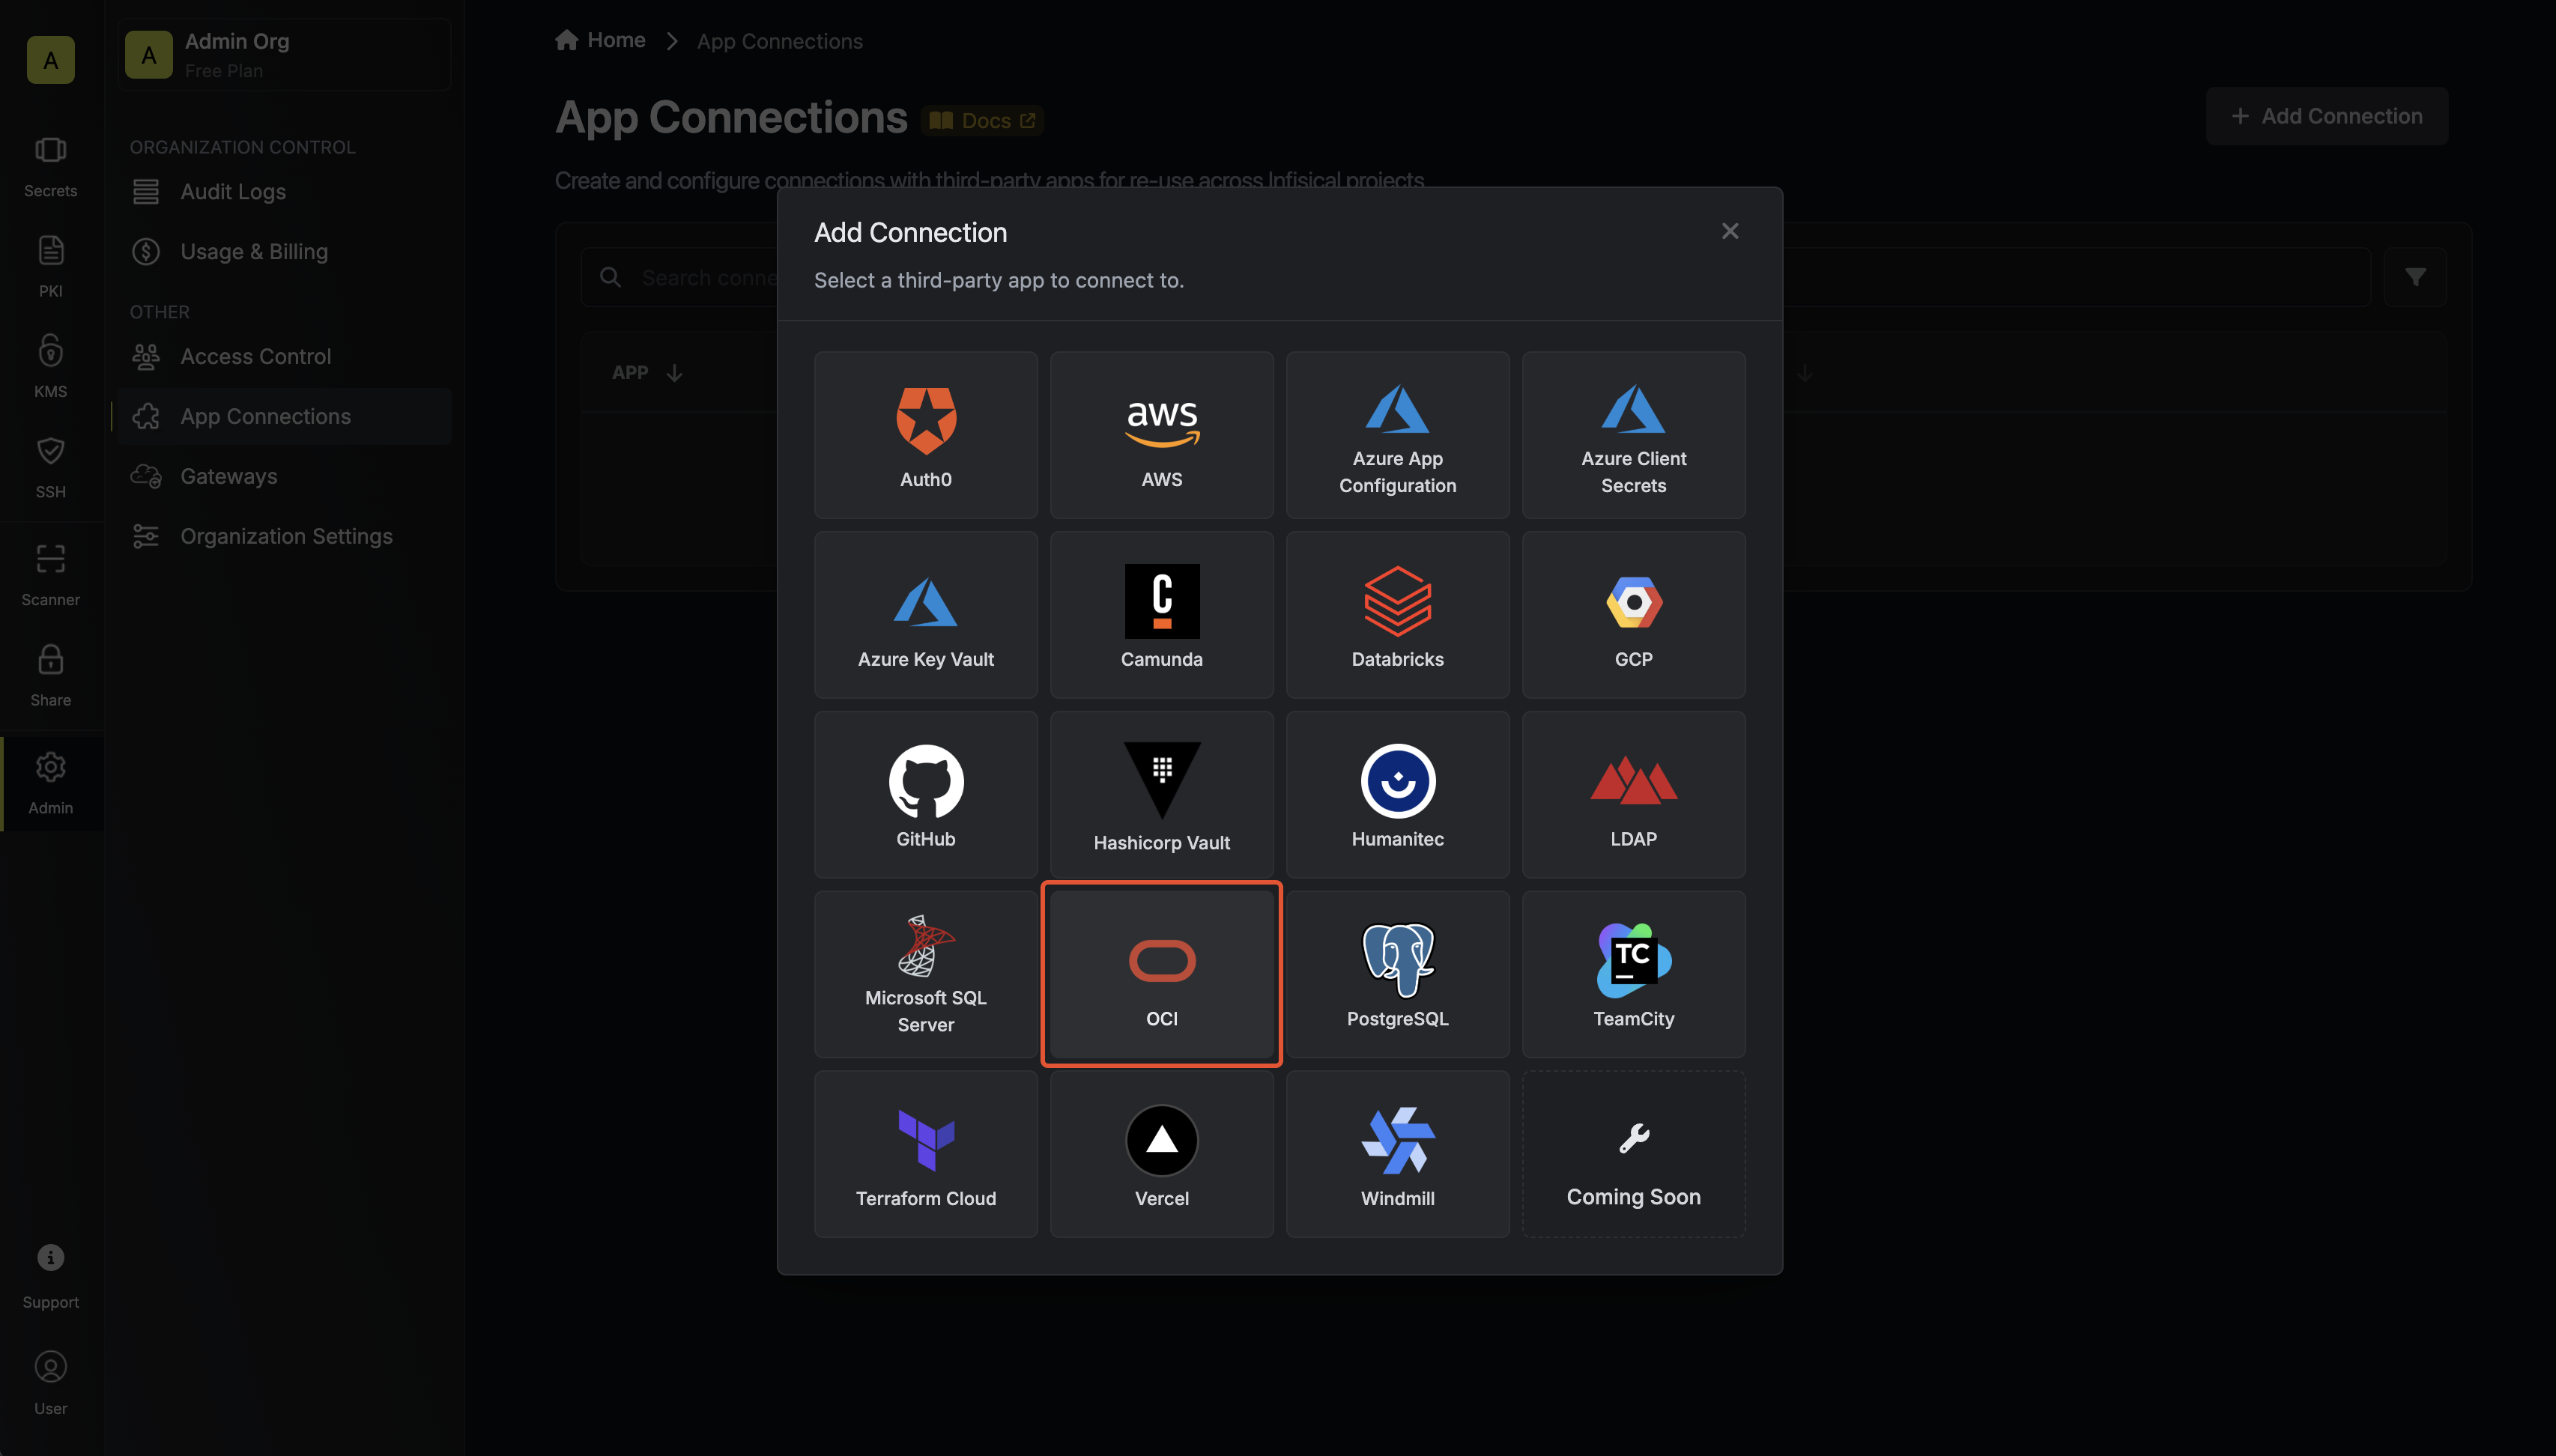 A
Secrets
PKI
KMS
SSH
Scanner
Share
Admin
Support
User
A
Admin Org
Free Plan
ORGANIZATION CONTROL
Audit Logs
Usage & Billing
OTHER
Access Control
App Connections
Gateways
Organization Settings
Home
App Connections
App Connections
Docs
Add Connection
Create and configure connections with third-party apps for re-use across Infisical projects
Search conne
APP
Add Connection
Select a third-party app to connect to.
Auth0
aws
AWS
Azure App
Configuration
Azure Client
Secrets
Azure Key Vault
C
Camunda
Databricks
GCP
GitHub
Hashicorp Vault
Humanitec
LDAP
Microsoft SQL
Server
OCI
PostgreSQL
TC
TeamCity
Terraform Cloud
Vercel
Windmill
Coming Soon